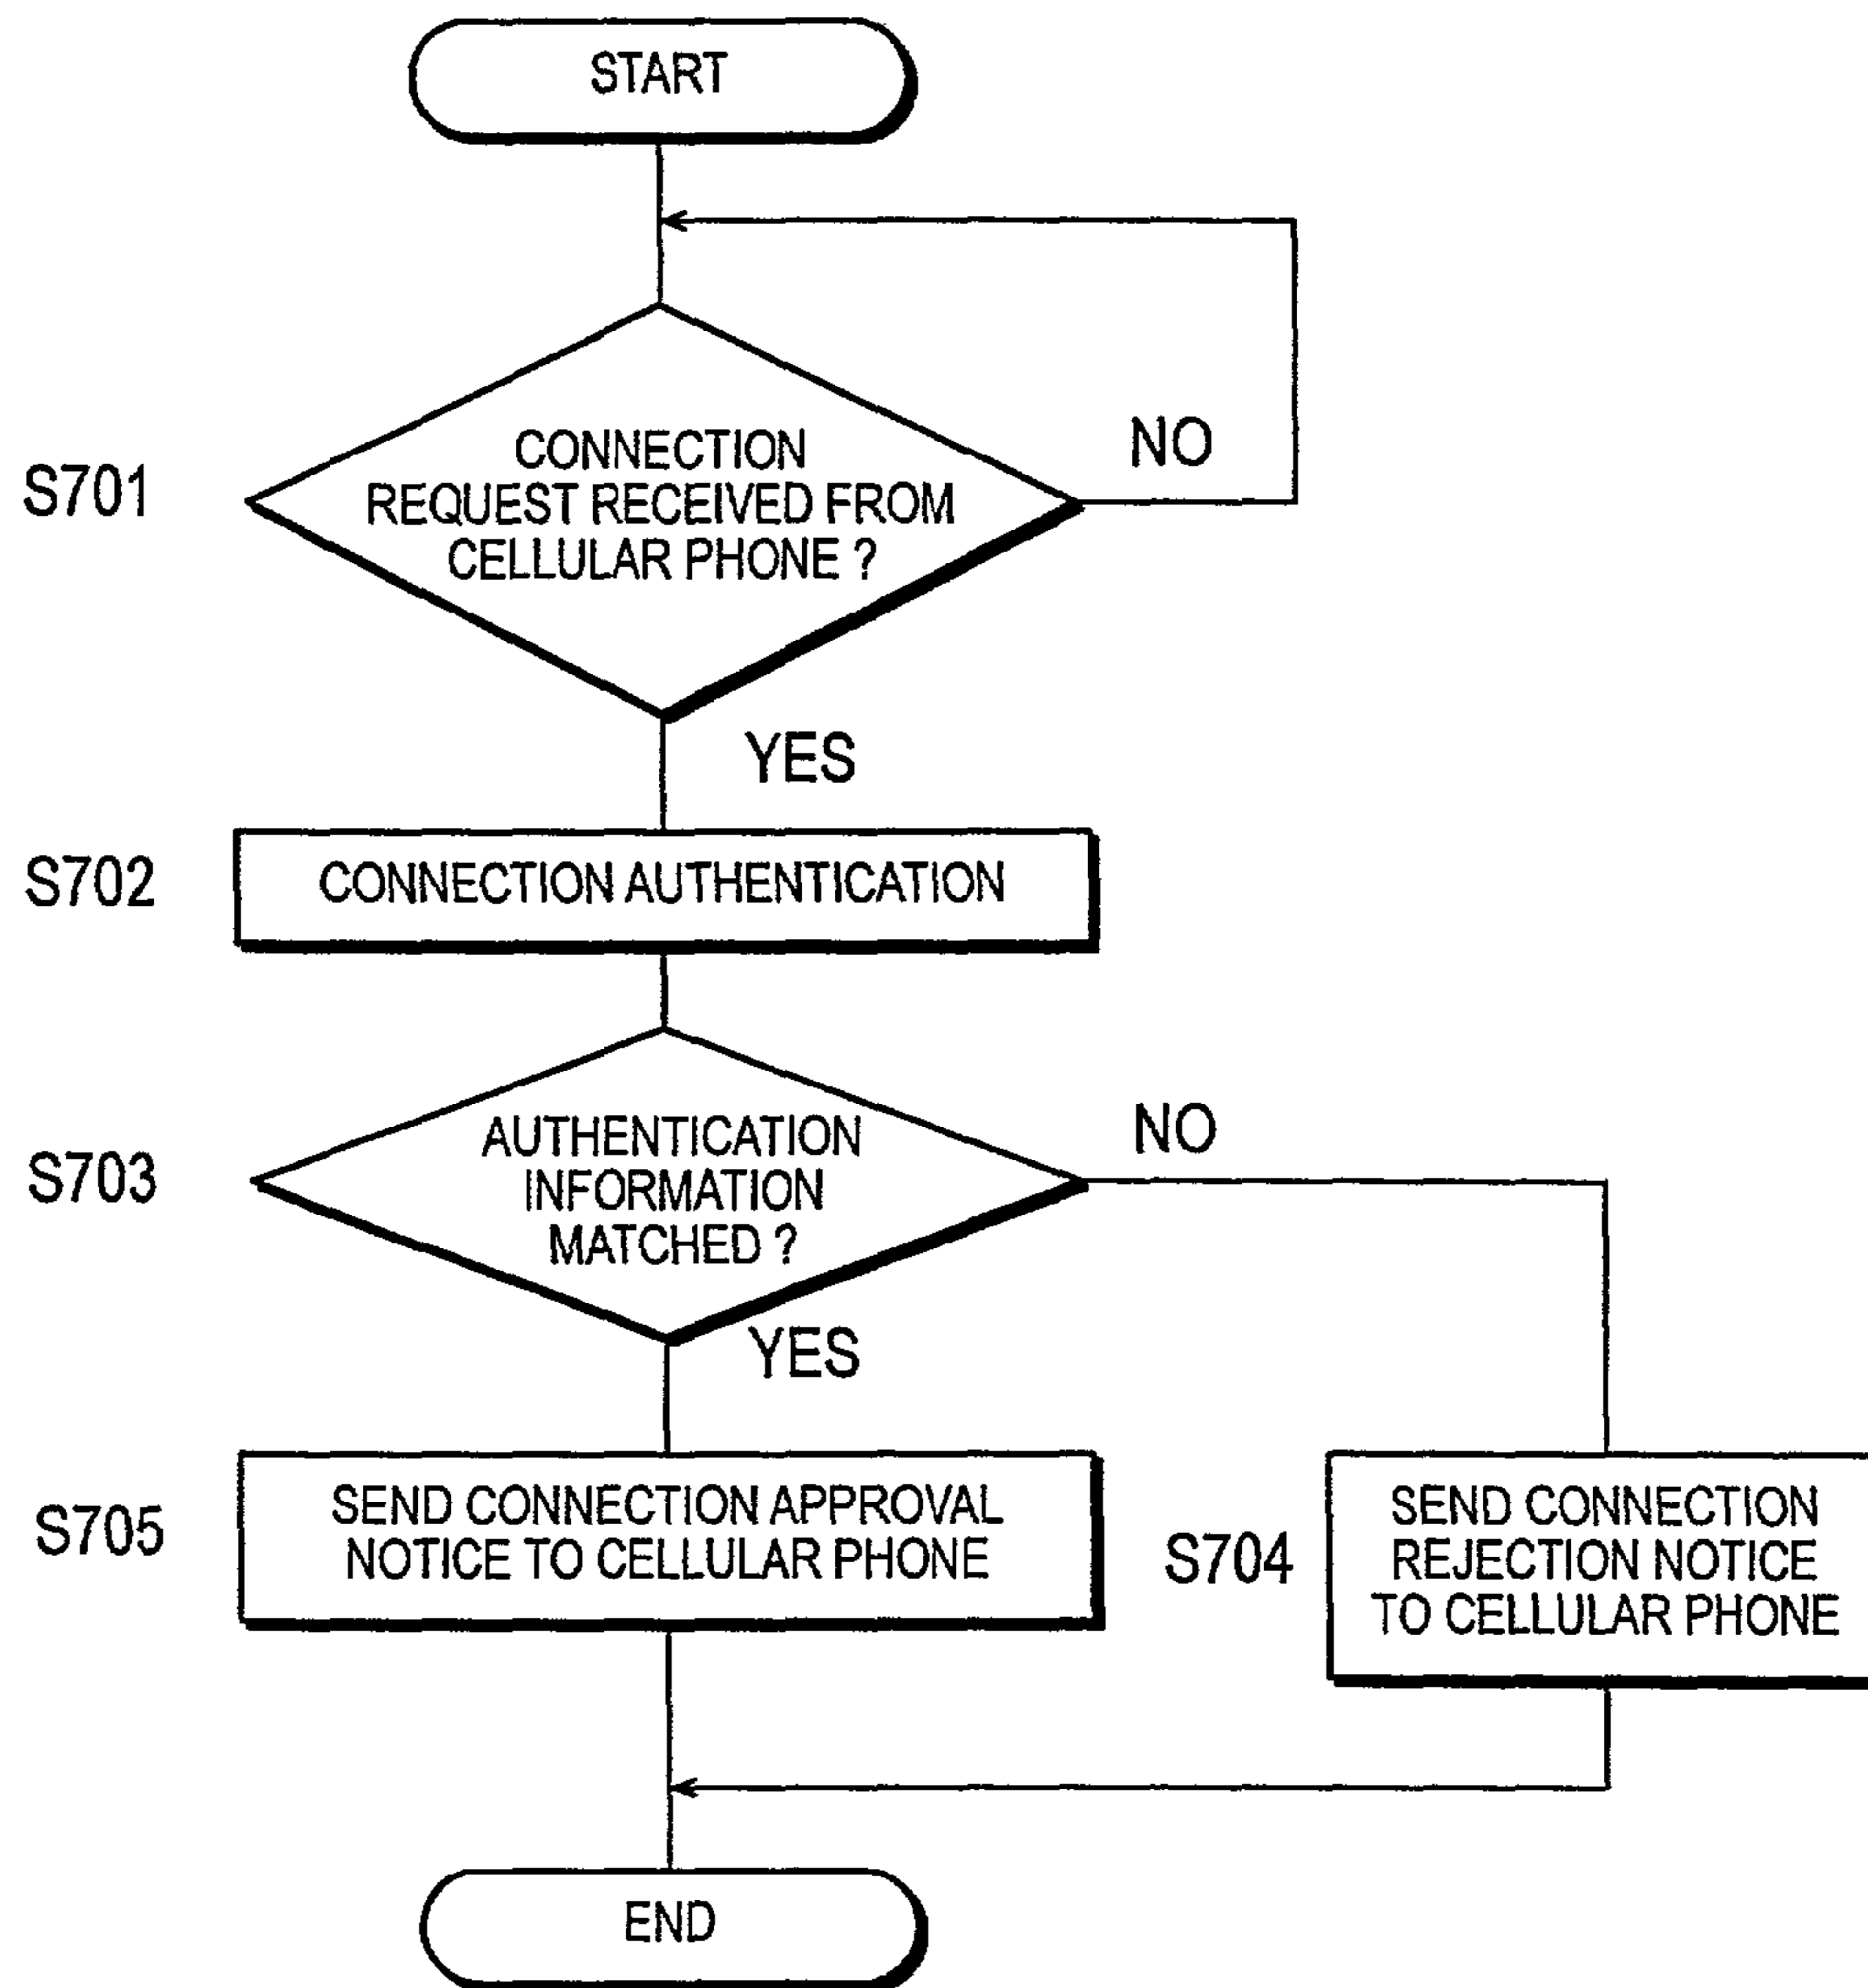 START
S701
CONNECTION
REQUEST RECEIVED FROM
CELLULAR PHONE ?
NO
YES
S702
CONNECTION AUTHENTICATION
S703
AUTHENTICATION
INFORMATION
MATCHED ?
NO
YES
S705
SEND CONNECTION APPROVAL
NOTICE TO CELLULAR PHONE
S704
SEND CONNECTION
REJECTION NOTICE
TO CELLULAR PHONE
END